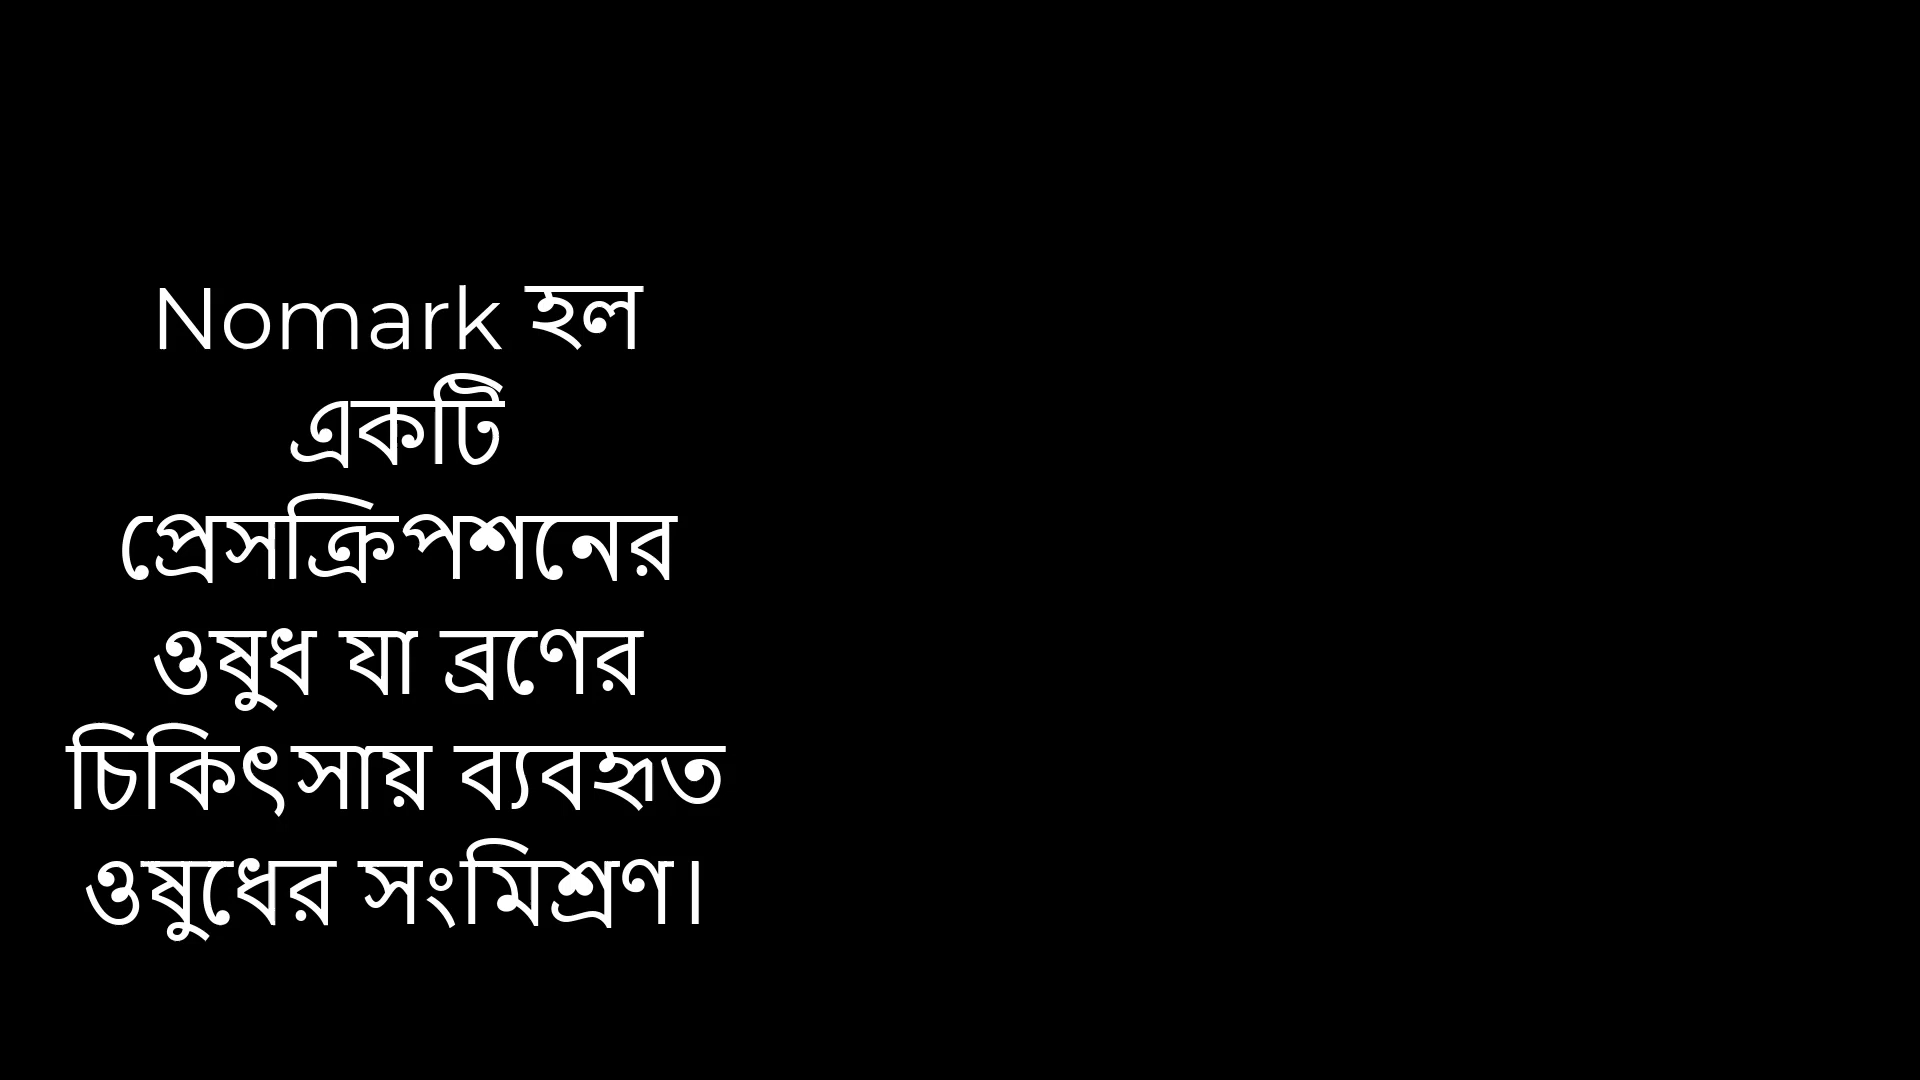 Nomark হল
একটি
প্রেসক্রিপশনের
ওষুধ যা ব্রণের
চিকিৎসায় ব্যবহৃত
ওষুধের সংমিশ্রণ।